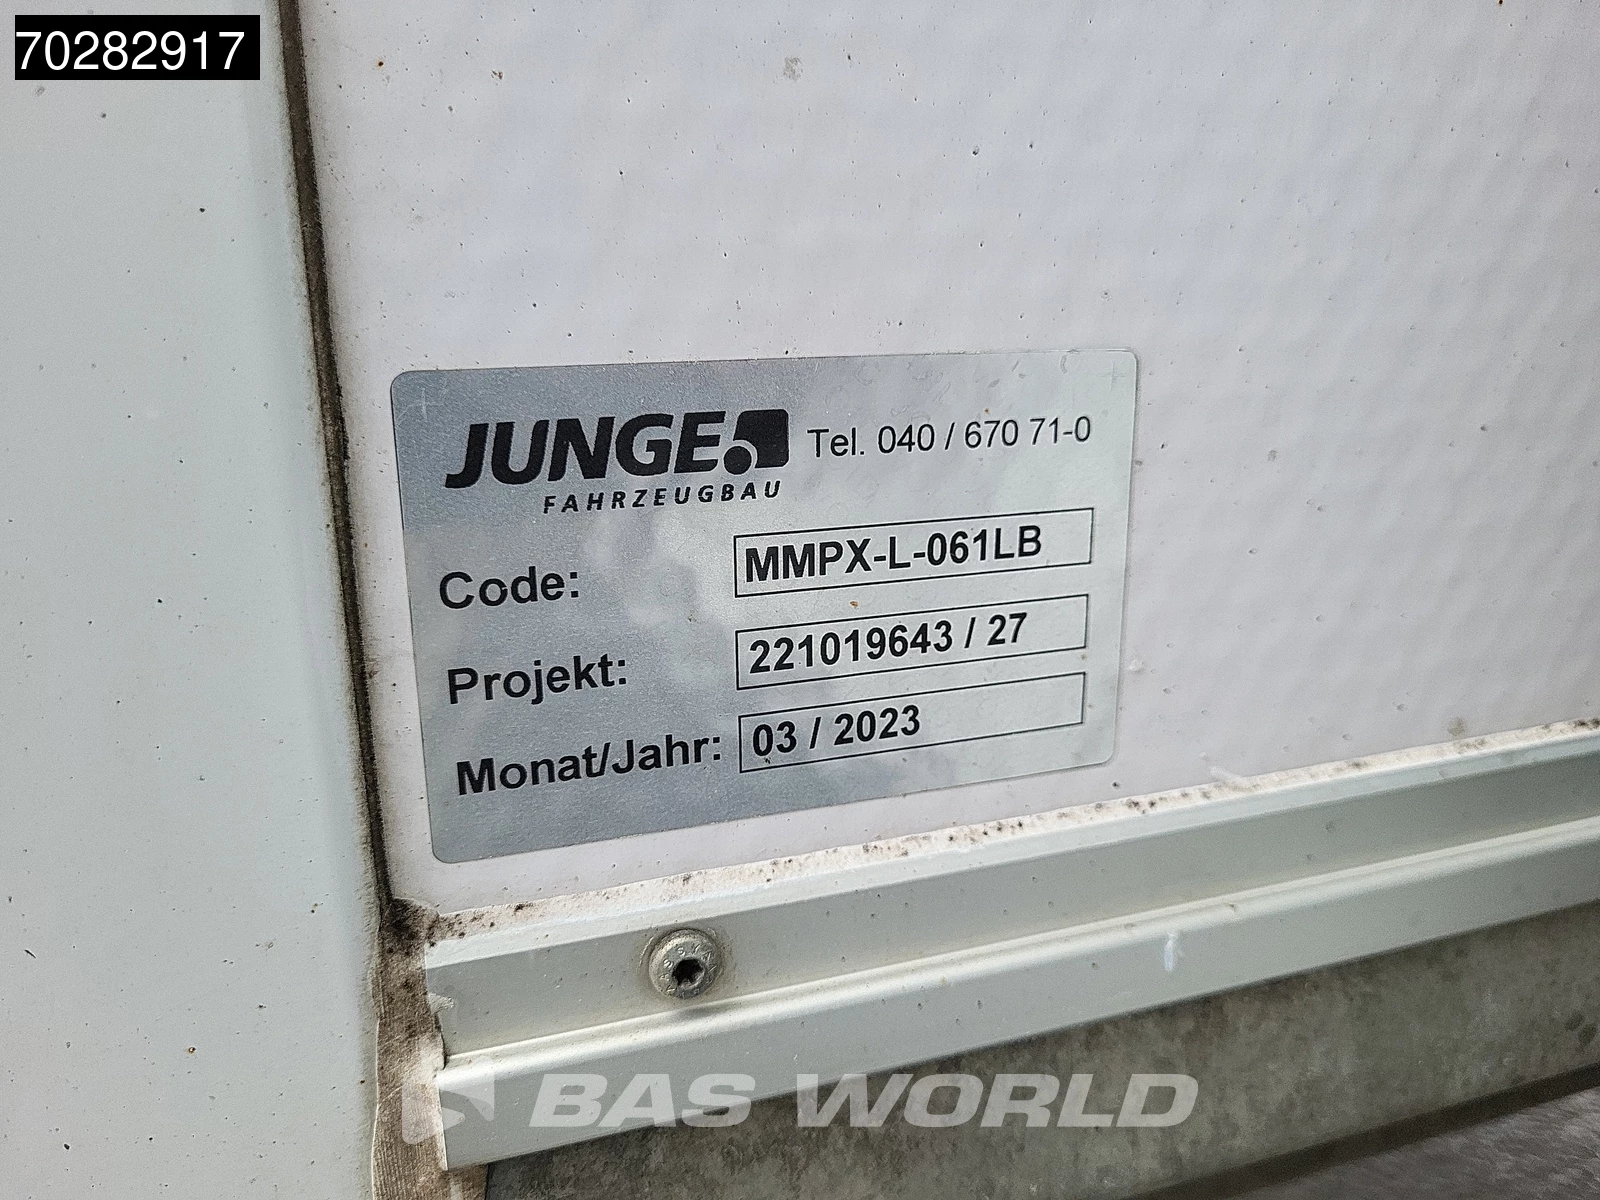 70282917
JUNGE Tel. 040 / 670 71-0
FAHRZEUGBAU
Code: MMPX-L-061LB
Projekt: 221019643 / 27
Monat/Jahr: 03 / 2023
BAS WORLD